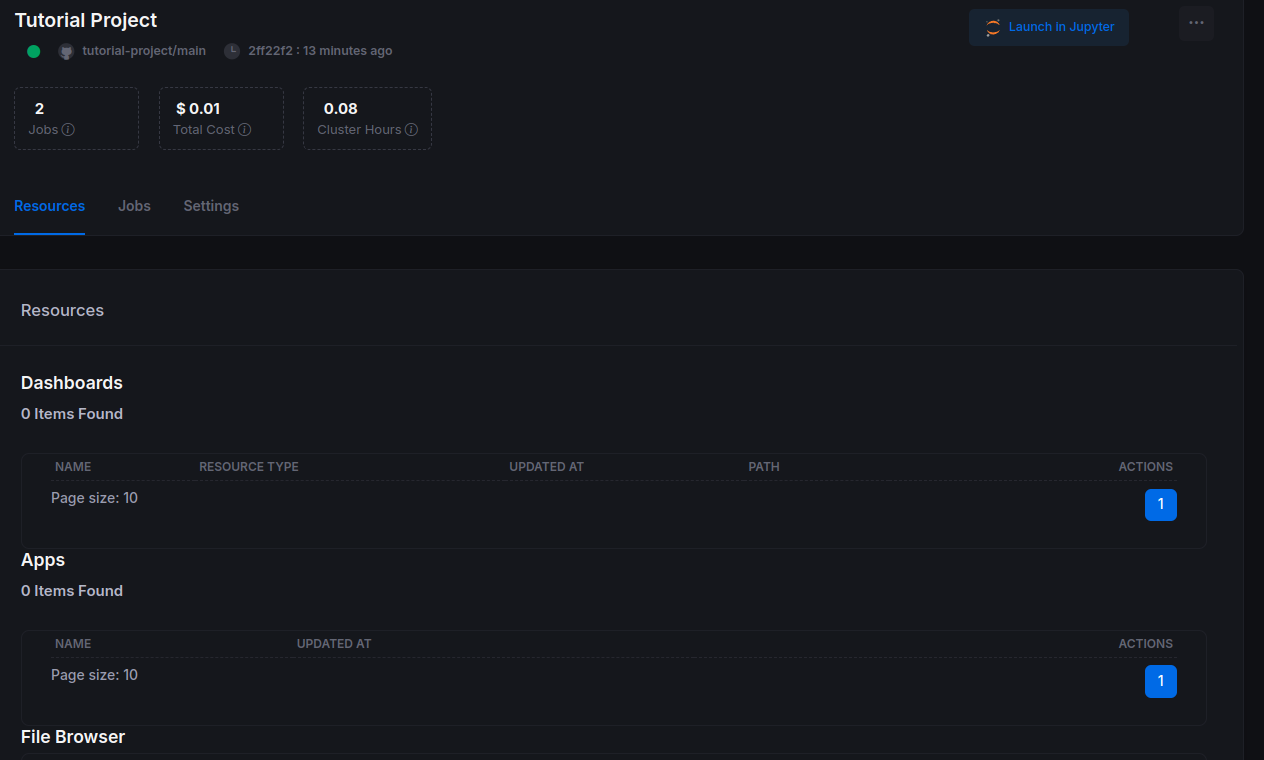 Tutorial Project
Launch in Jupyter
tutorial-project/main 2ff22f2 : 13 minutes ago
2 $ 0.01 0.08
Jobs Total Cost Cluster Hours
Resources Jobs Settings
Resources
Dashboards
0 Items Found
NAME RESOURCE TYPE UPDATED AT PATH ACTIONS
Page size: 10 1
Apps
0 Items Found
NAME UPDATED AT ACTIONS
Page size: 10 1
File Browser